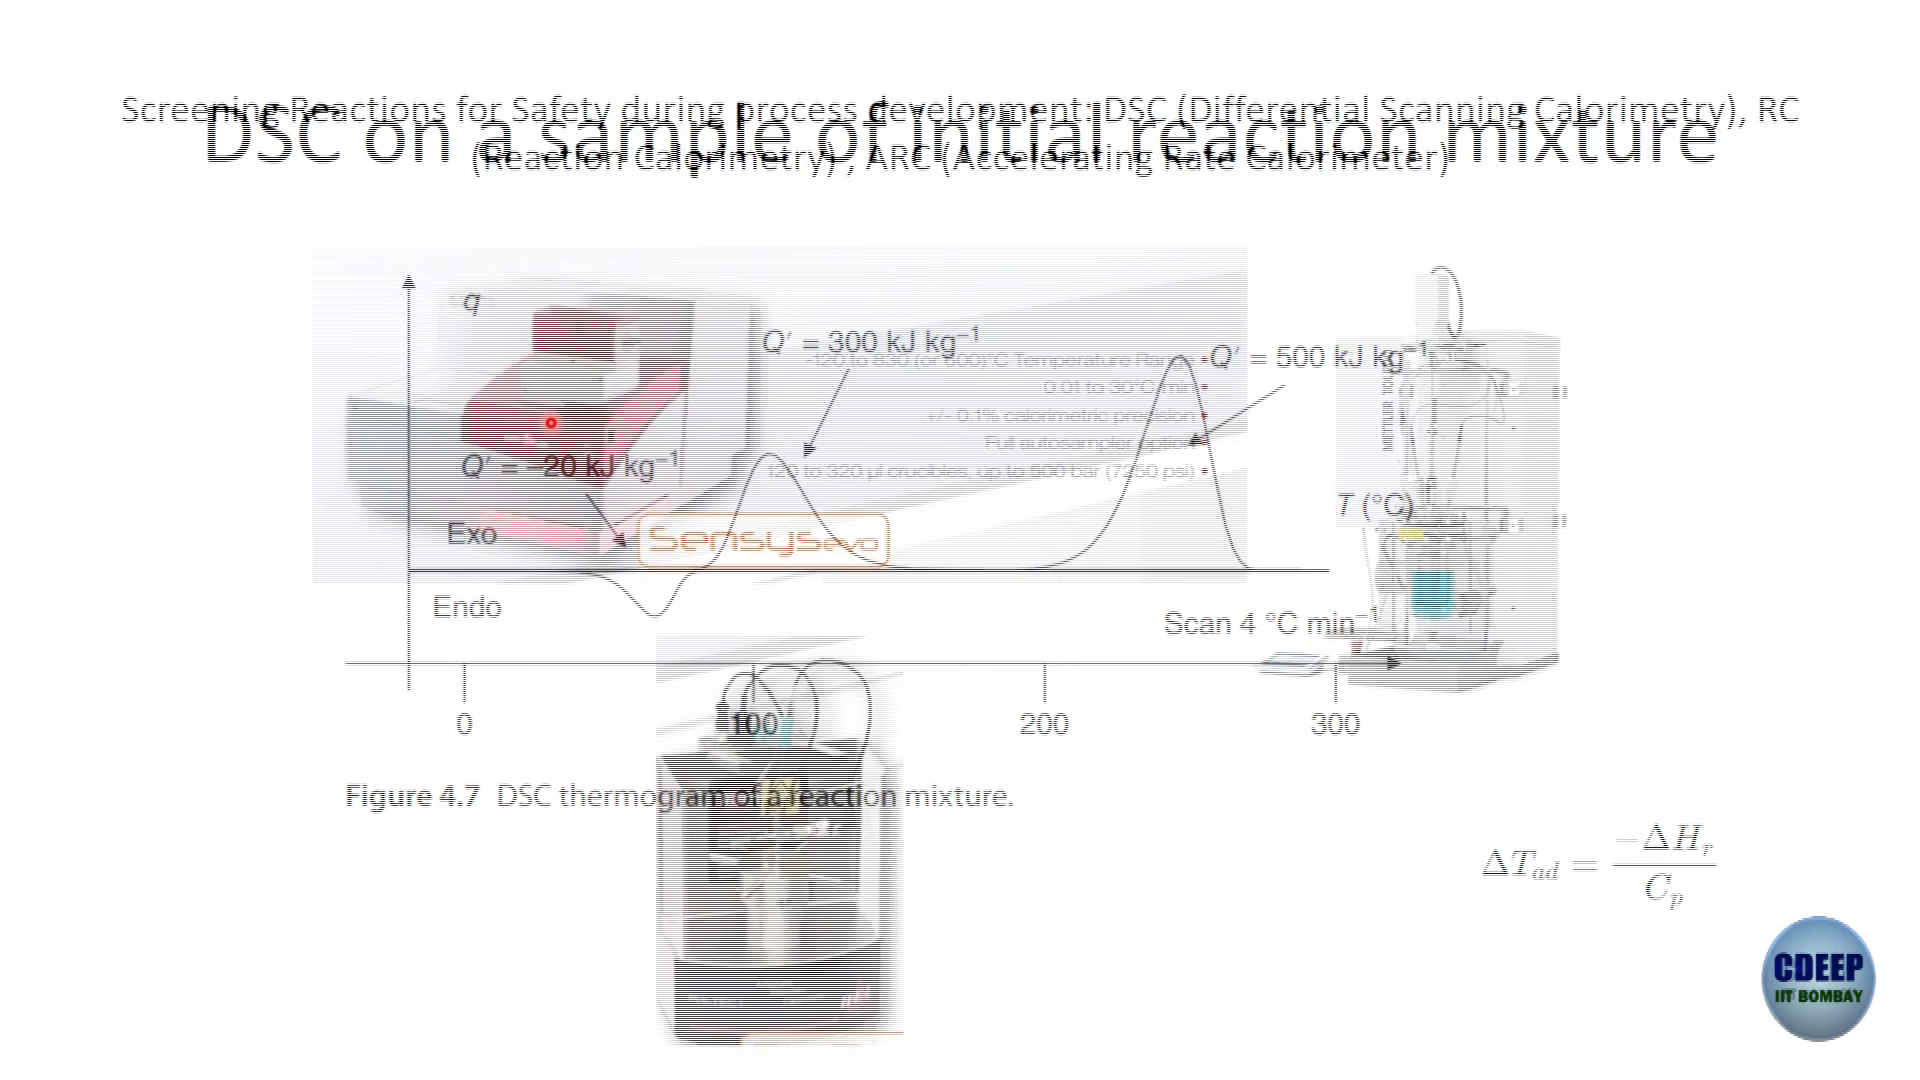 Screening Reactions for Safety during process development: DSC (Differential Scanning Calorimetry), RC
(Reaction Calorimetry), ARC (Accelerating Rate Calorimeter)
DSC on a sample of initial reaction mixture
q
Q′ = 300 kJ kg⁻¹
Q′ = 500 kJ kg⁻¹
-120 to 830 (or 600)°C Temperature Range •
0.01 to 30°C/min •
+/- 0.1% calorimetric precision •
Full autosampler option •
120 to 320 µl crucibles, up to 500 bar (7250 psi) •
Q′ = −20 kJ kg⁻¹
T (°C)
Exo
Sensysevo
Endo
Scan 4 °C min⁻¹
0
100
200
300
Figure 4.7 DSC thermogram of a reaction mixture.
ΔT_ad = −ΔH_r / C_p
CDEEP
IIT BOMBAY